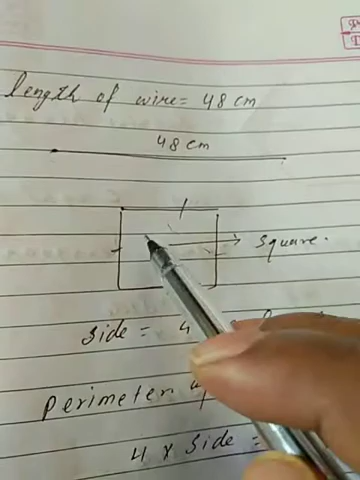 length of wire = 48 cm
48 cm
square.
side = 4
Perimeter
4 x side =